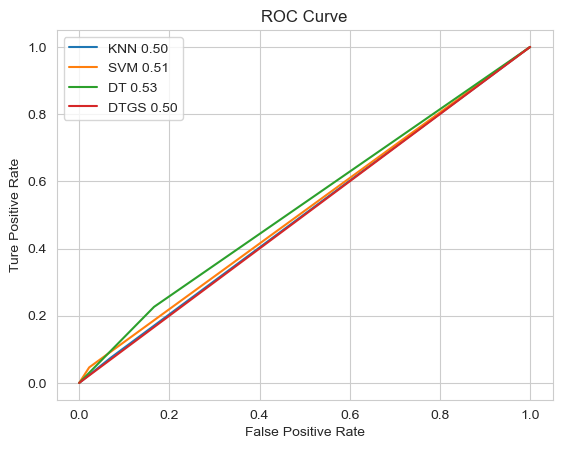 ROC Curve
KNN 0.50
SVM 0.51
DT 0.53
DTGS 0.50
1.0
0.8
0.6
0.4
0.2
0.0
Ture Positive Rate
0.0 0.2 0.4 0.6 0.8 1.0
False Positive Rate